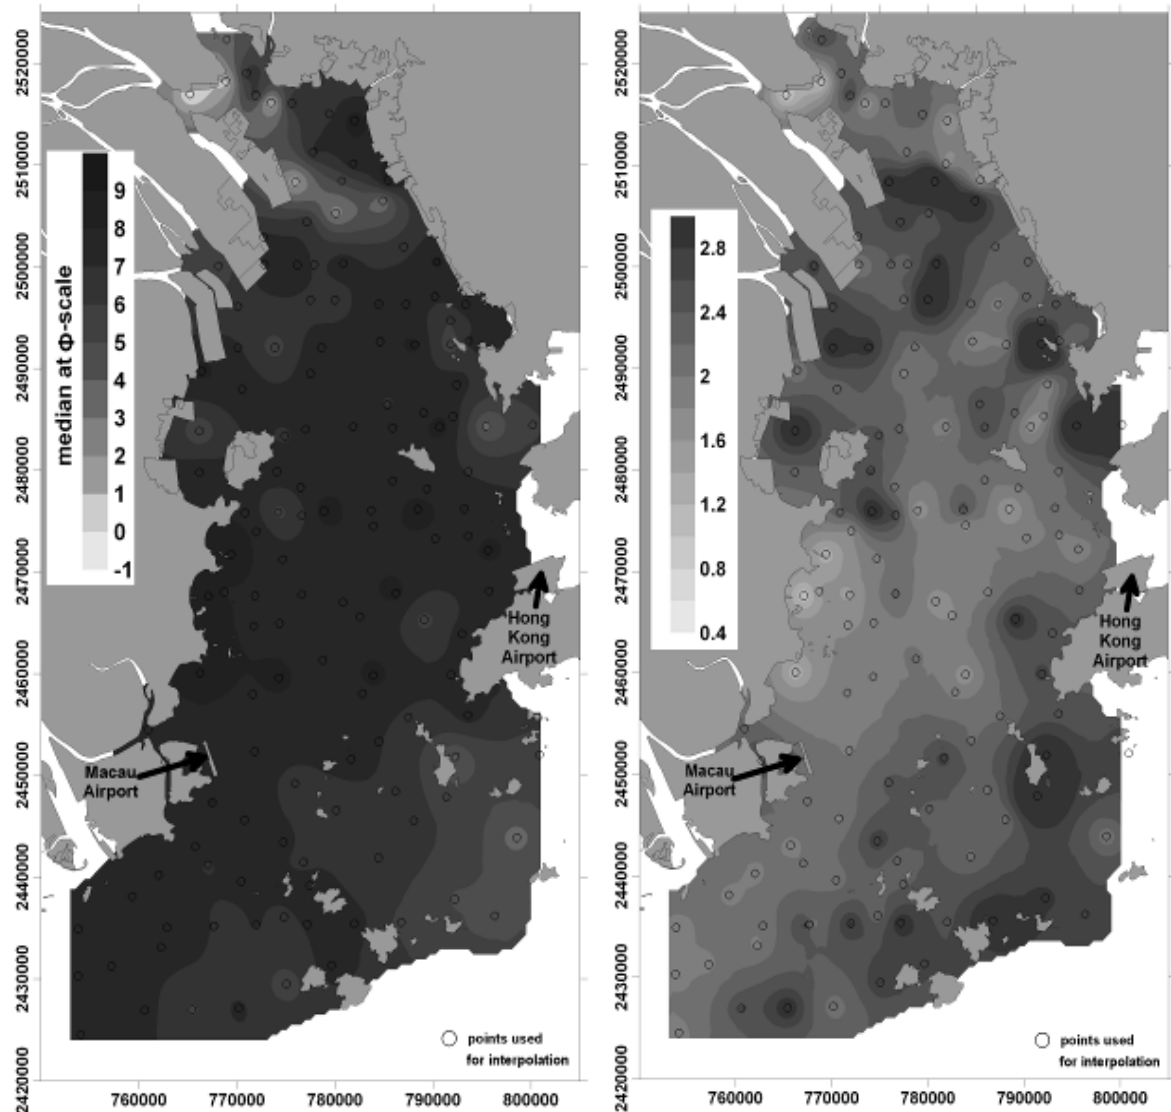 2520000
2510000
2500000
2490000
2480000
2470000
2460000
2450000
2440000
2430000
2420000
760000 770000 780000 790000 800000
median at Φ-scale
9
8
7
6
5
4
3
2
1
0
-1
Hong
Kong
Airport
Macau
Airport
points used
for interpolation
2520000
2510000
2500000
2490000
2480000
2470000
2460000
2450000
2440000
2430000
2420000
760000 770000 780000 790000 800000
2.8
2.4
2
1.6
1.2
0.8
0.4
Hong
Kong
Airport
Macau
Airport
points used
for interpolation